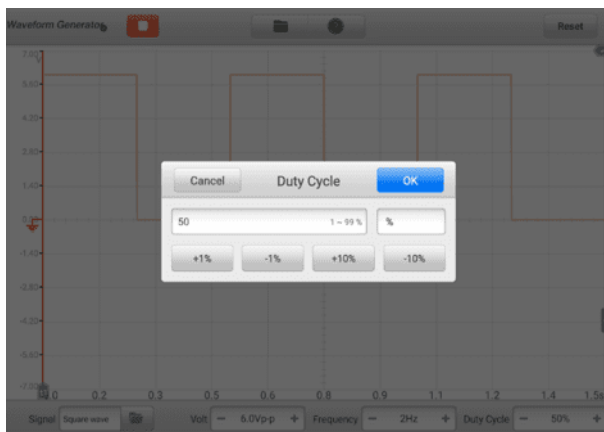 Waveform Generator Reset
7.00
5.60
4.20
Cancel Duty Cycle OK
2.80
50 1 ~ 99 % %
1.40
+1% -1% +10% -10%
0.00
-1.40
-2.80
-4.20
-5.60
-7.00
0.0 0.2 0.3 0.5 0.6 0.8 0.9 1.1 1.2 1.4 1.5s
Signal Square wave Volt − 6.0Vp-p + Frequency − 2Hz + Duty Cycle − 50% +